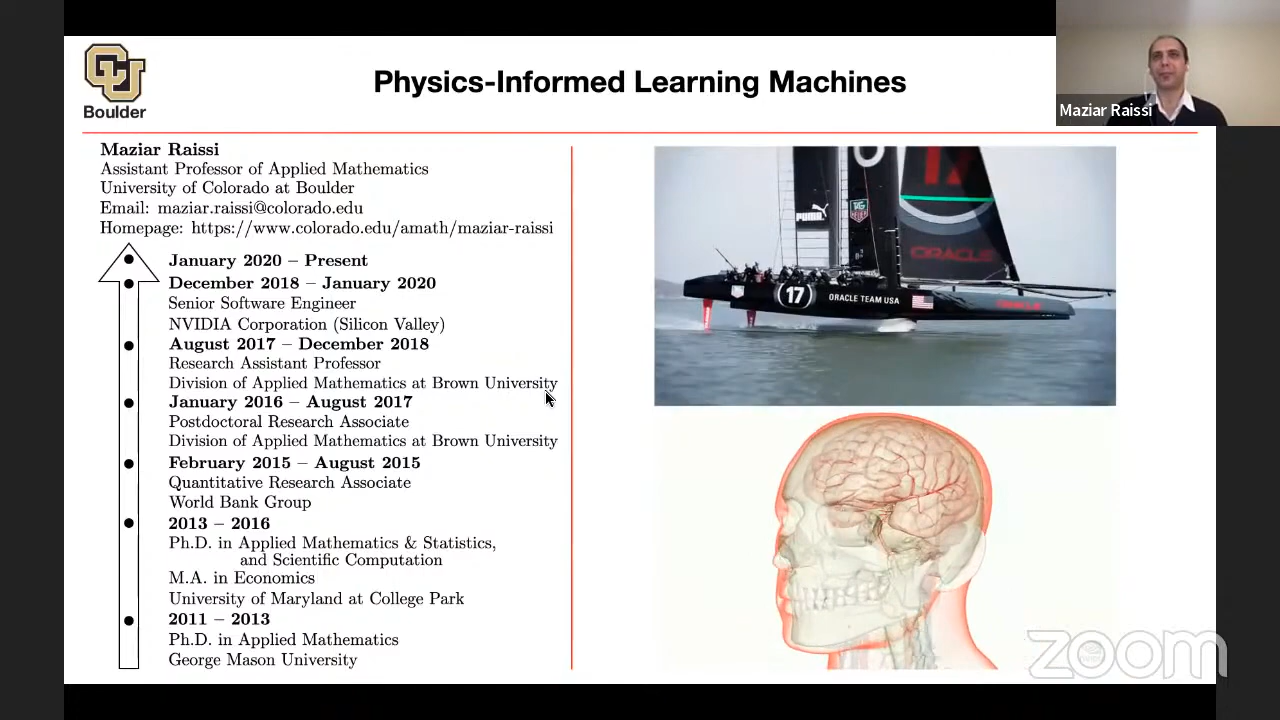 CU
Boulder
Physics-Informed Learning Machines
Maziar Raissi
Maziar Raissi
Assistant Professor of Applied Mathematics
University of Colorado at Boulder
Email: maziar.raissi@colorado.edu
Homepage: https://www.colorado.edu/amath/maziar-raissi
January 2020 – Present
December 2018 – January 2020
Senior Software Engineer
NVIDIA Corporation (Silicon Valley)
August 2017 – December 2018
Research Assistant Professor
Division of Applied Mathematics at Brown University
January 2016 – August 2017
Postdoctoral Research Associate
Division of Applied Mathematics at Brown University
February 2015 – August 2015
Quantitative Research Associate
World Bank Group
2013 – 2016
Ph.D. in Applied Mathematics & Statistics,
and Scientific Computation
M.A. in Economics
University of Maryland at College Park
2011 – 2013
Ph.D. in Applied Mathematics
George Mason University
17
PUMA
TAG
ORACLE
17
ORACLE TEAM USA
zoom